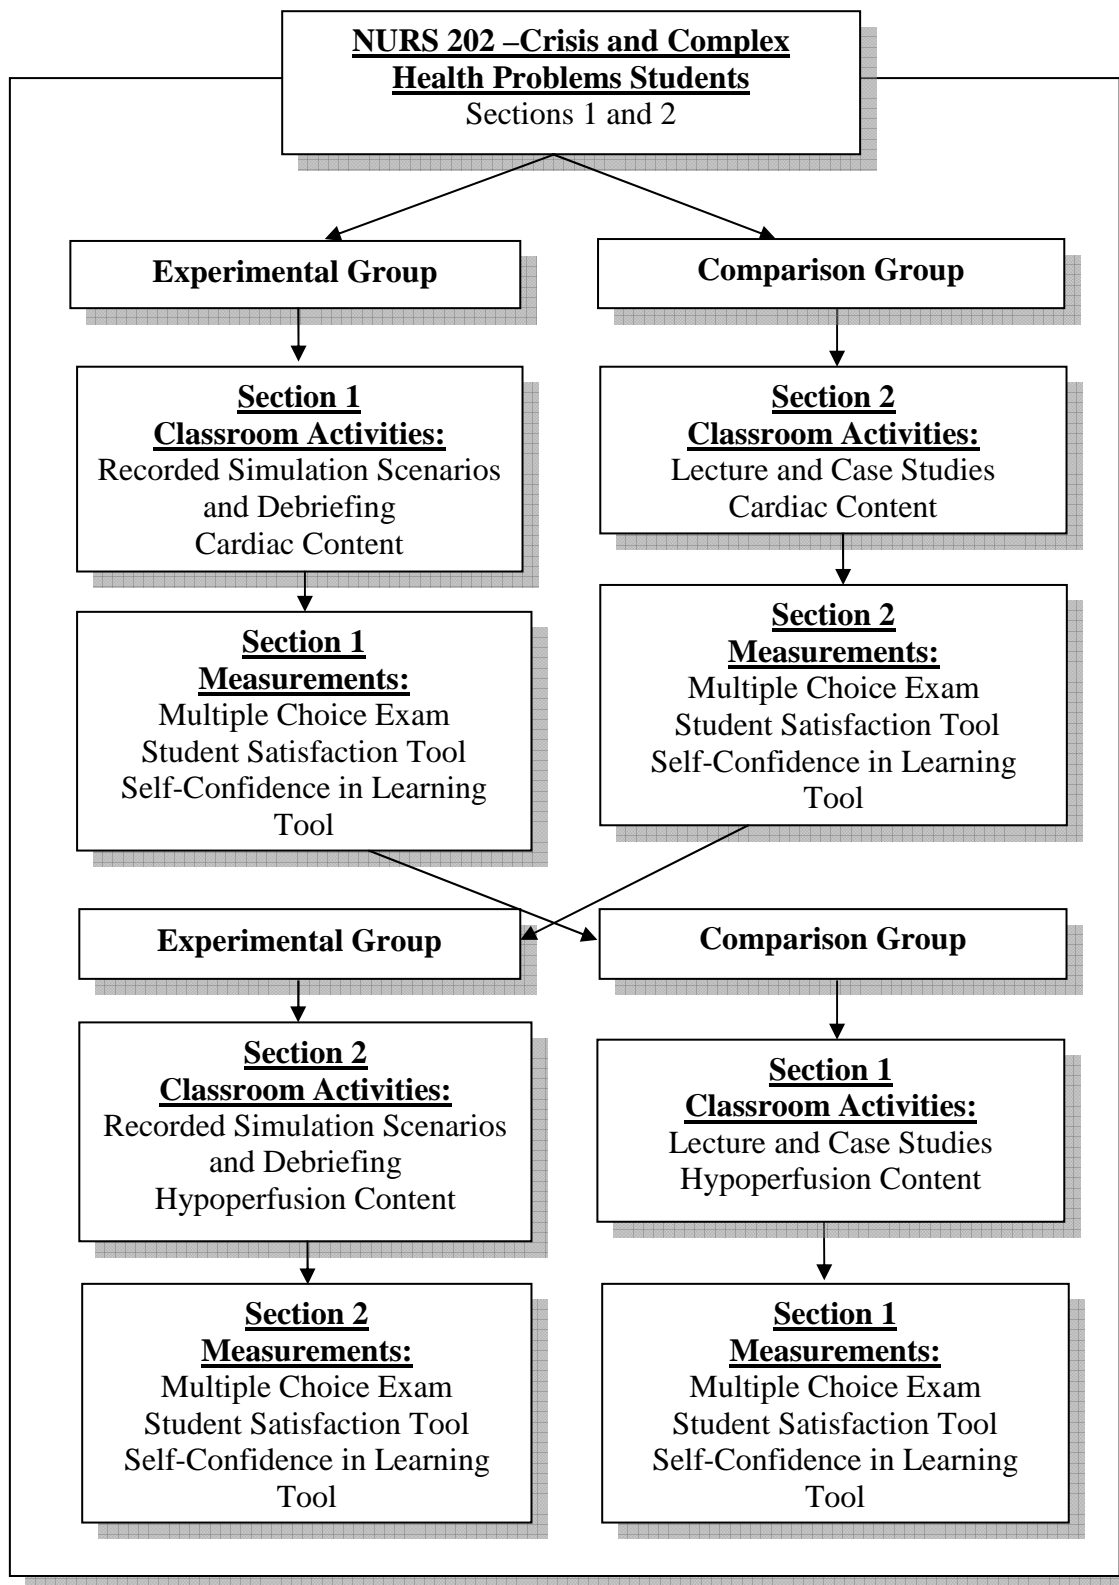 NURS 202 –Crisis and Complex
Health Problems Students
Sections 1 and 2
Experimental Group
Comparison Group
Section 1
Classroom Activities:
Recorded Simulation Scenarios
and Debriefing
Cardiac Content
Section 2
Classroom Activities:
Lecture and Case Studies
Cardiac Content
Section 1
Measurements:
Multiple Choice Exam
Student Satisfaction Tool
Self-Confidence in Learning
Tool
Section 2
Measurements:
Multiple Choice Exam
Student Satisfaction Tool
Self-Confidence in Learning
Tool
Experimental Group
Comparison Group
Section 2
Classroom Activities:
Recorded Simulation Scenarios
and Debriefing
Hypoperfusion Content
Section 1
Classroom Activities:
Lecture and Case Studies
Hypoperfusion Content
Section 2
Measurements:
Multiple Choice Exam
Student Satisfaction Tool
Self-Confidence in Learning
Tool
Section 1
Measurements:
Multiple Choice Exam
Student Satisfaction Tool
Self-Confidence in Learning
Tool